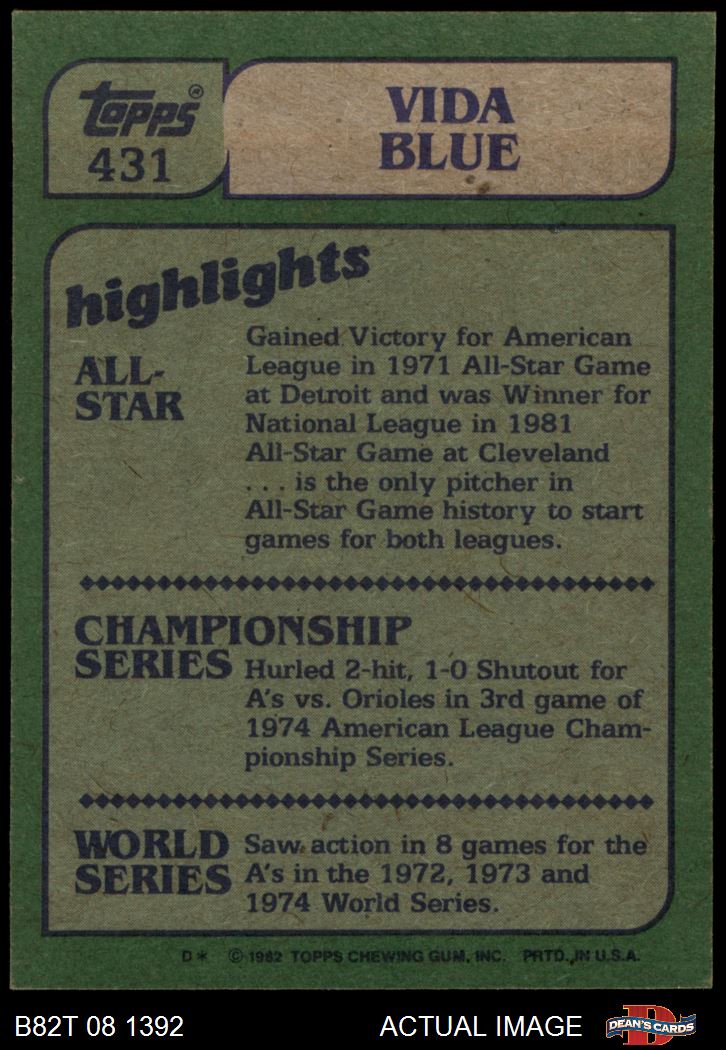 topps®
431
VIDA
BLUE
highlights
ALL-
STAR
Gained Victory for American
League in 1971 All-Star Game
at Detroit and was Winner for
National League in 1981
All-Star Game at Cleveland
. . . is the only pitcher in
All-Star Game history to start
games for both leagues.
CHAMPIONSHIP
SERIES
Hurled 2-hit, 1-0 Shutout for
A's vs. Orioles in 3rd game of
1974 American League Cham-
pionship Series.
WORLD
SERIES
Saw action in 8 games for the
A's in the 1972, 1973 and
1974 World Series.
D* © 1982 TOPPS CHEWING GUM, INC. PRTD. IN U.S.A.
B82T 08 1392
ACTUAL IMAGE
D
DEAN'S CARDS